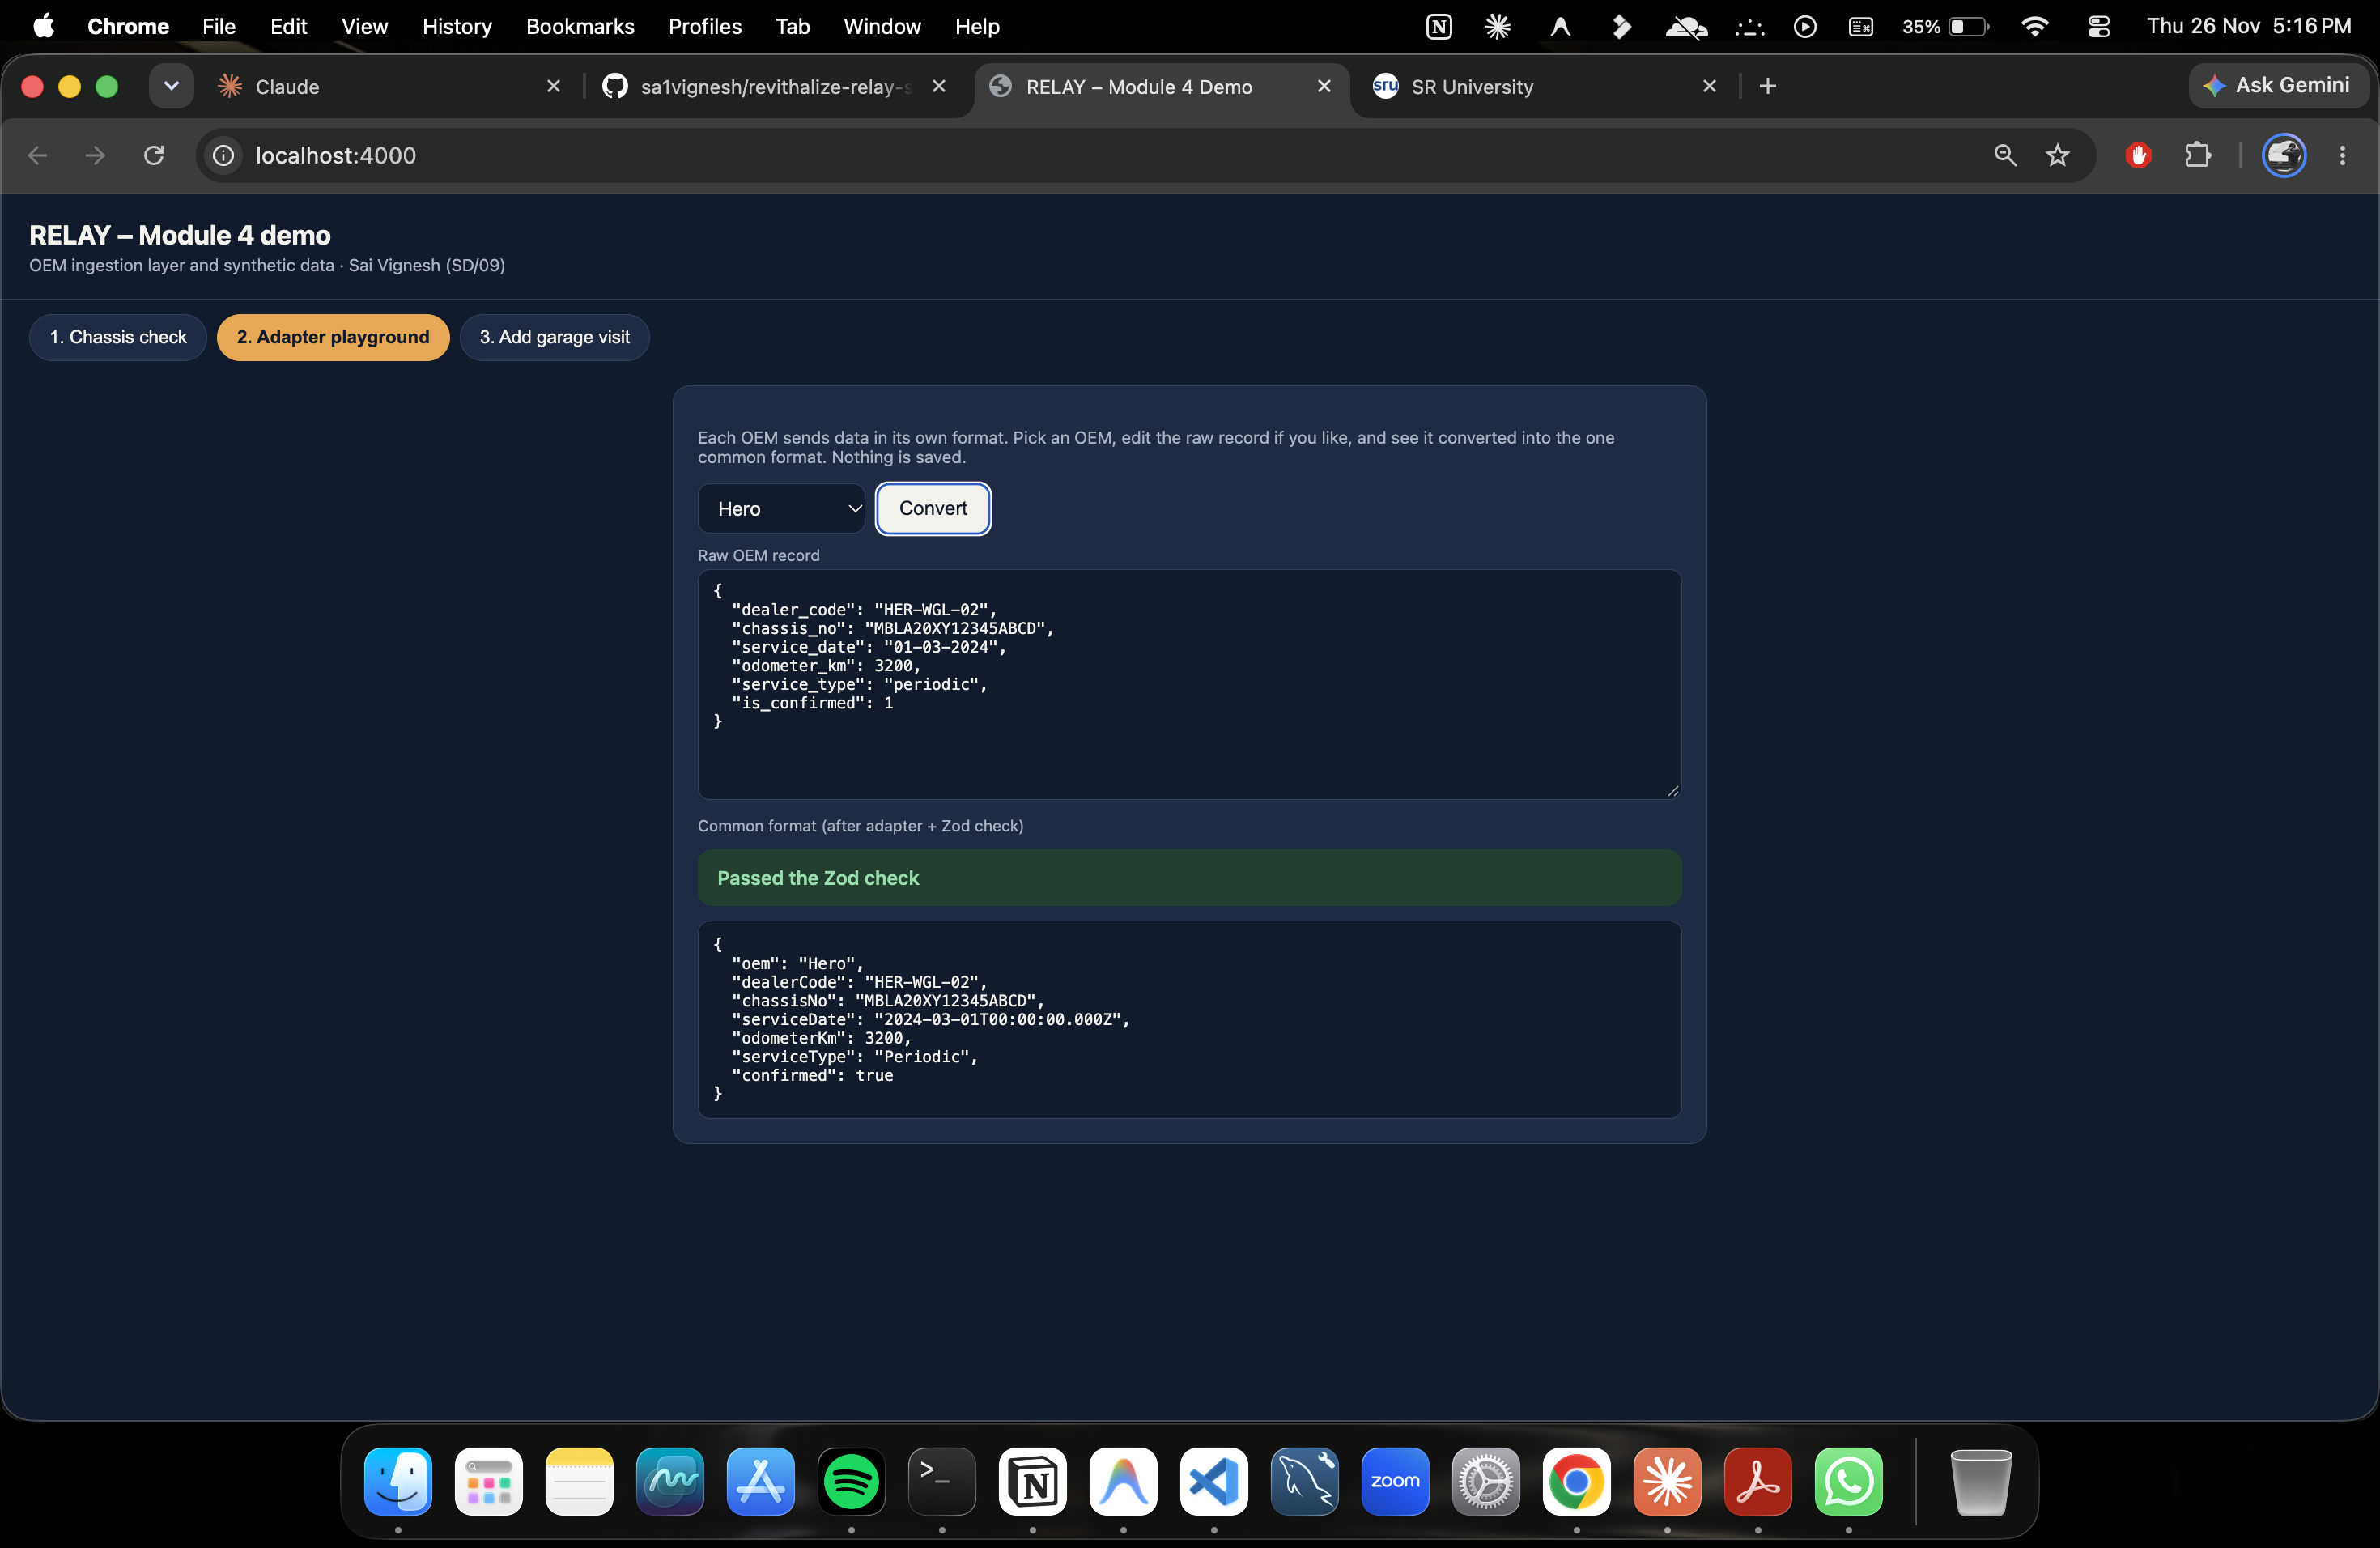 Chrome File Edit View History Bookmarks Profiles Tab Window Help 35% Thu 26 Nov 5:16 PM
Claude sa1vignesh/revithalize-relay-s RELAY – Module 4 Demo sru SR University Ask Gemini
localhost:4000
RELAY – Module 4 demo
OEM ingestion layer and synthetic data · Sai Vignesh (SD/09)
1. Chassis check 2. Adapter playground 3. Add garage visit
Each OEM sends data in its own format. Pick an OEM, edit the raw record if you like, and see it converted into the one
common format. Nothing is saved.
Hero Convert
Raw OEM record
{
"dealer_code": "HER-WGL-02",
"chassis_no": "MBLA20XY12345ABCD",
"service_date": "01-03-2024",
"odometer_km": 3200,
"service_type": "periodic",
"is_confirmed": 1
}
Common format (after adapter + Zod check)
Passed the Zod check
{
"oem": "Hero",
"dealerCode": "HER-WGL-02",
"chassisNo": "MBLA20XY12345ABCD",
"serviceDate": "2024-03-01T00:00:00.000Z",
"odometerKm": 3200,
"serviceType": "Periodic",
"confirmed": true
}
zoom